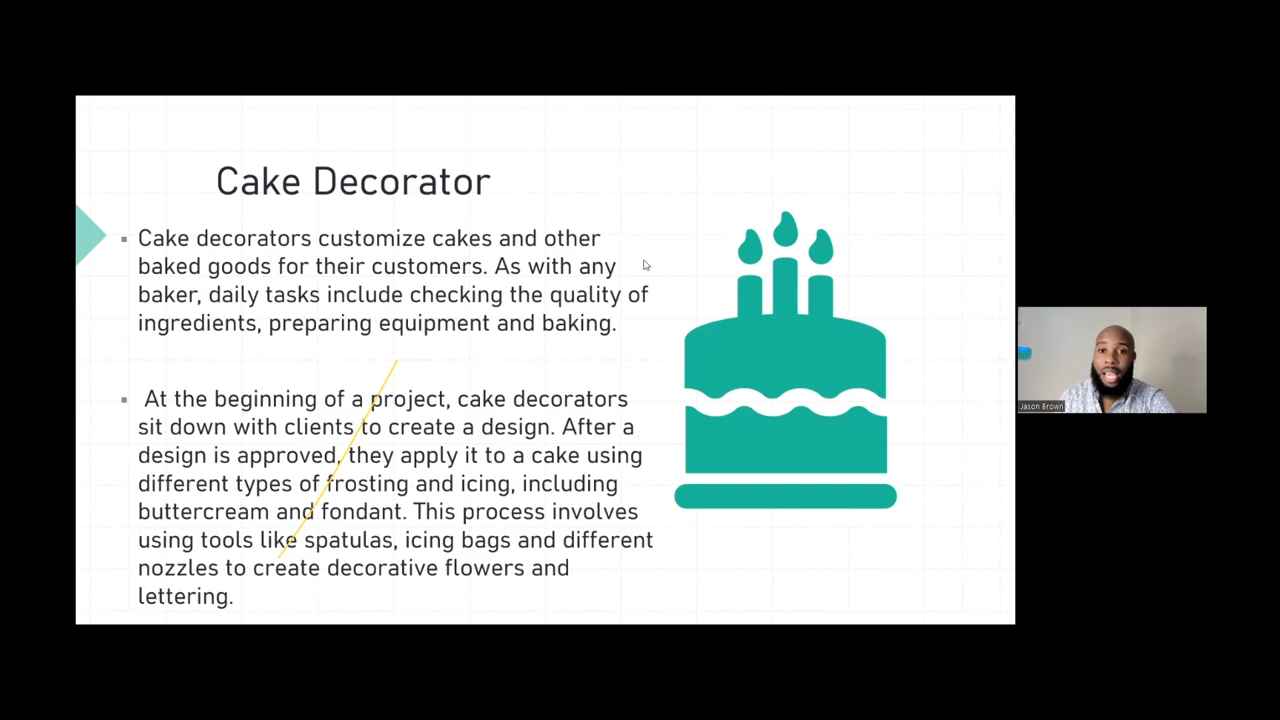 Cake Decorator
Cake decorators customize cakes and other
baked goods for their customers. As with any
baker, daily tasks include checking the quality of
ingredients, preparing equipment and baking.
At the beginning of a project, cake decorators
sit down with clients to create a design. After a
design is approved, they apply it to a cake using
different types of frosting and icing, including
buttercream and fondant. This process involves
using tools like spatulas, icing bags and different
nozzles to create decorative flowers and
lettering.
Jason Brown